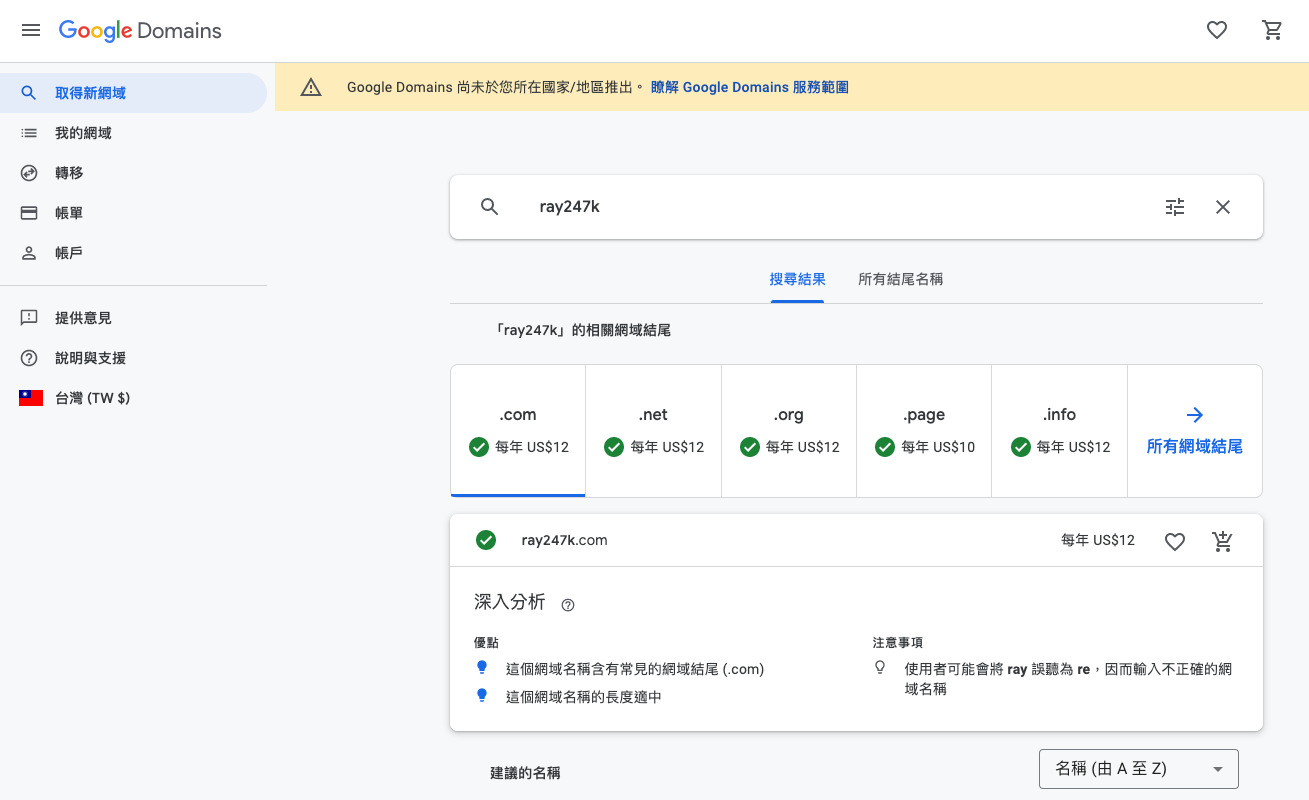 Google Domains
取得新網域
我的網域
轉移
帳單
帳戶
提供意見
說明與支援
台灣 (TW $)
Google Domains 尚未於您所在國家/地區推出。 瞭解 Google Domains 服務範圍
ray247k
搜尋結果 所有結尾名稱
「ray247k」的相關網域結尾
.com .net .org .page .info
每年 US$12 每年 US$12 每年 US$12 每年 US$10 每年 US$12 所有網域結尾
ray247k.com 每年 US$12
深入分析
優點
這個網域名稱含有常見的網域結尾 (.com)
這個網域名稱的長度適中
注意事項
使用者可能會將 ray 誤聽為 re，因而輸入不正確的網
域名稱
建議的名稱 名稱 (由 A 至 Z)